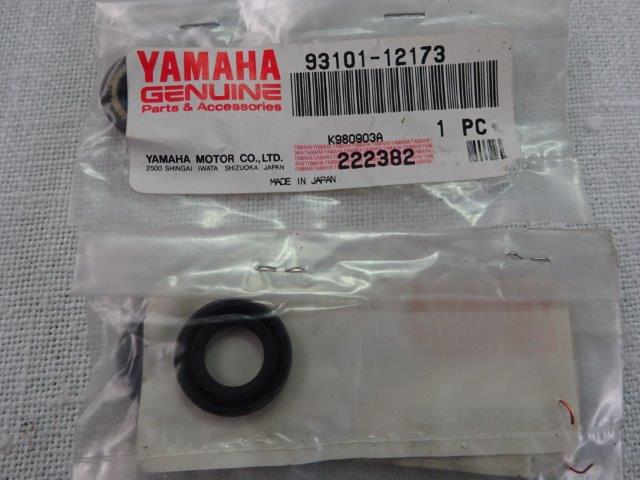 YAMAHA
GENUINE
Parts & Accessories
YAMAHA MOTOR CO., LTD.
2500 SHINGAI IWATA SHIZUOKA JAPAN
93101-12173
1 PC
K980903A
222382
MADE IN JAPAN